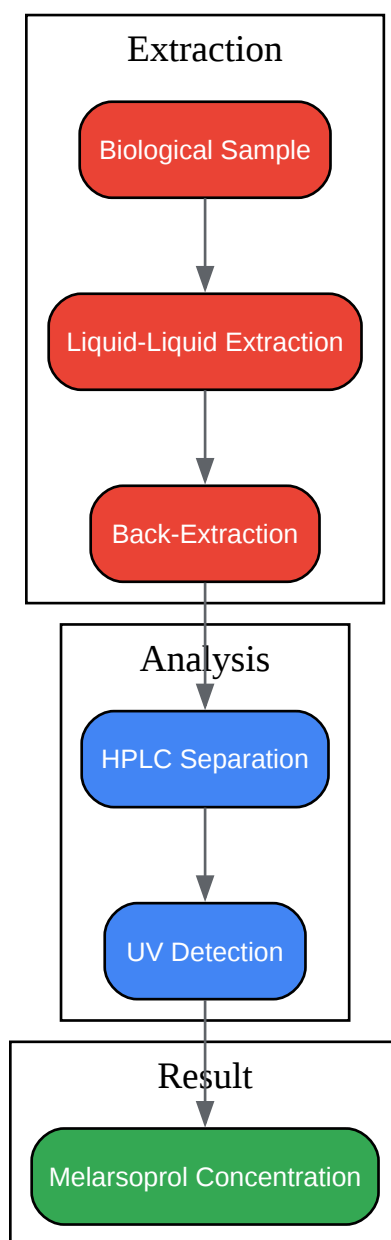 Extraction
Biological Sample
Liquid-Liquid Extraction
Back-Extraction
Analysis
HPLC Separation
UV Detection
Result
Melarsoprol Concentration